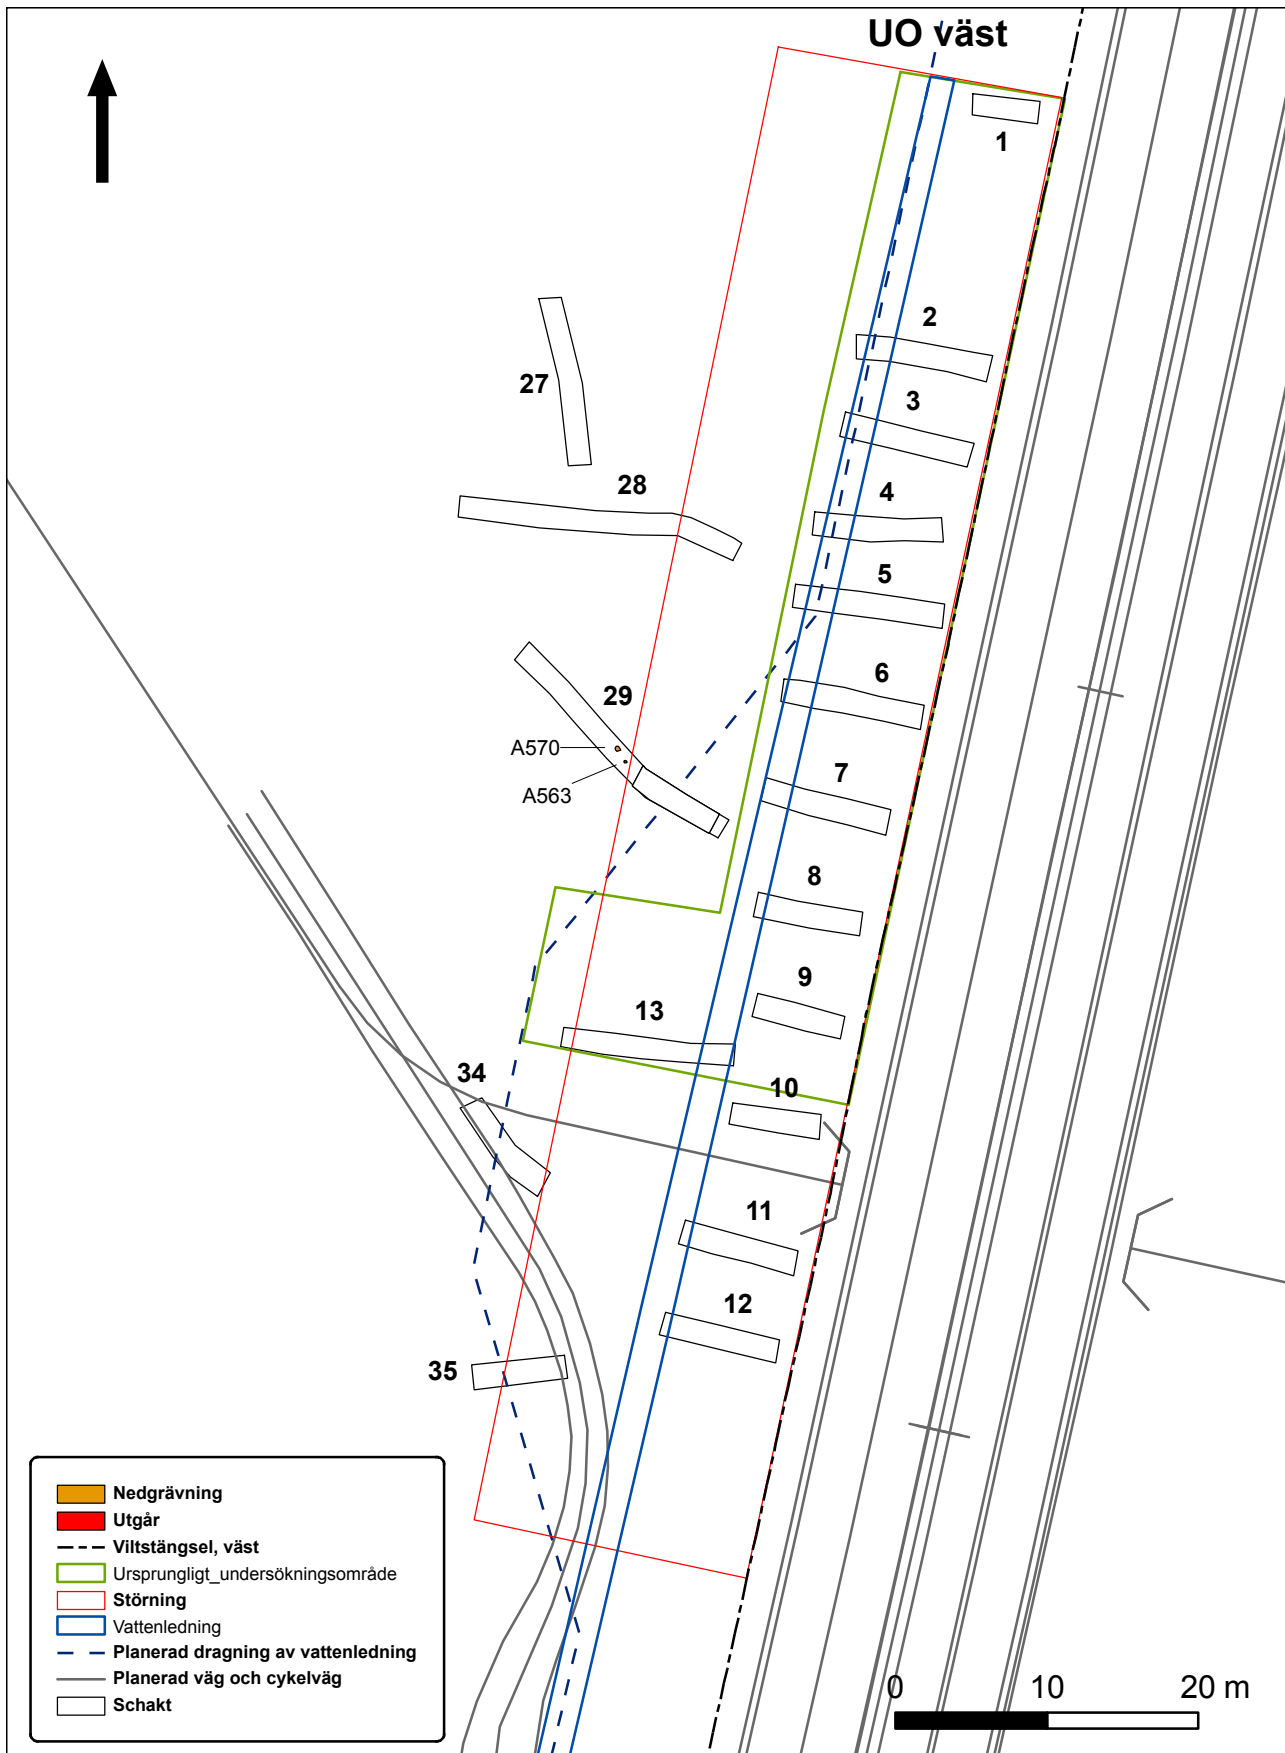 UO väst
1
2
27
3
28
4
5
29
6
A570
7
A563
8
9
13
34
10
11
12
35
Nedgrävning
Utgår
Viltstängsel, väst
Ursprungligt_undersökningsområde
Störning
Vattenledning
Planerad dragning av vattenledning
Planerad väg och cykelväg
Schakt
0 10 20 m